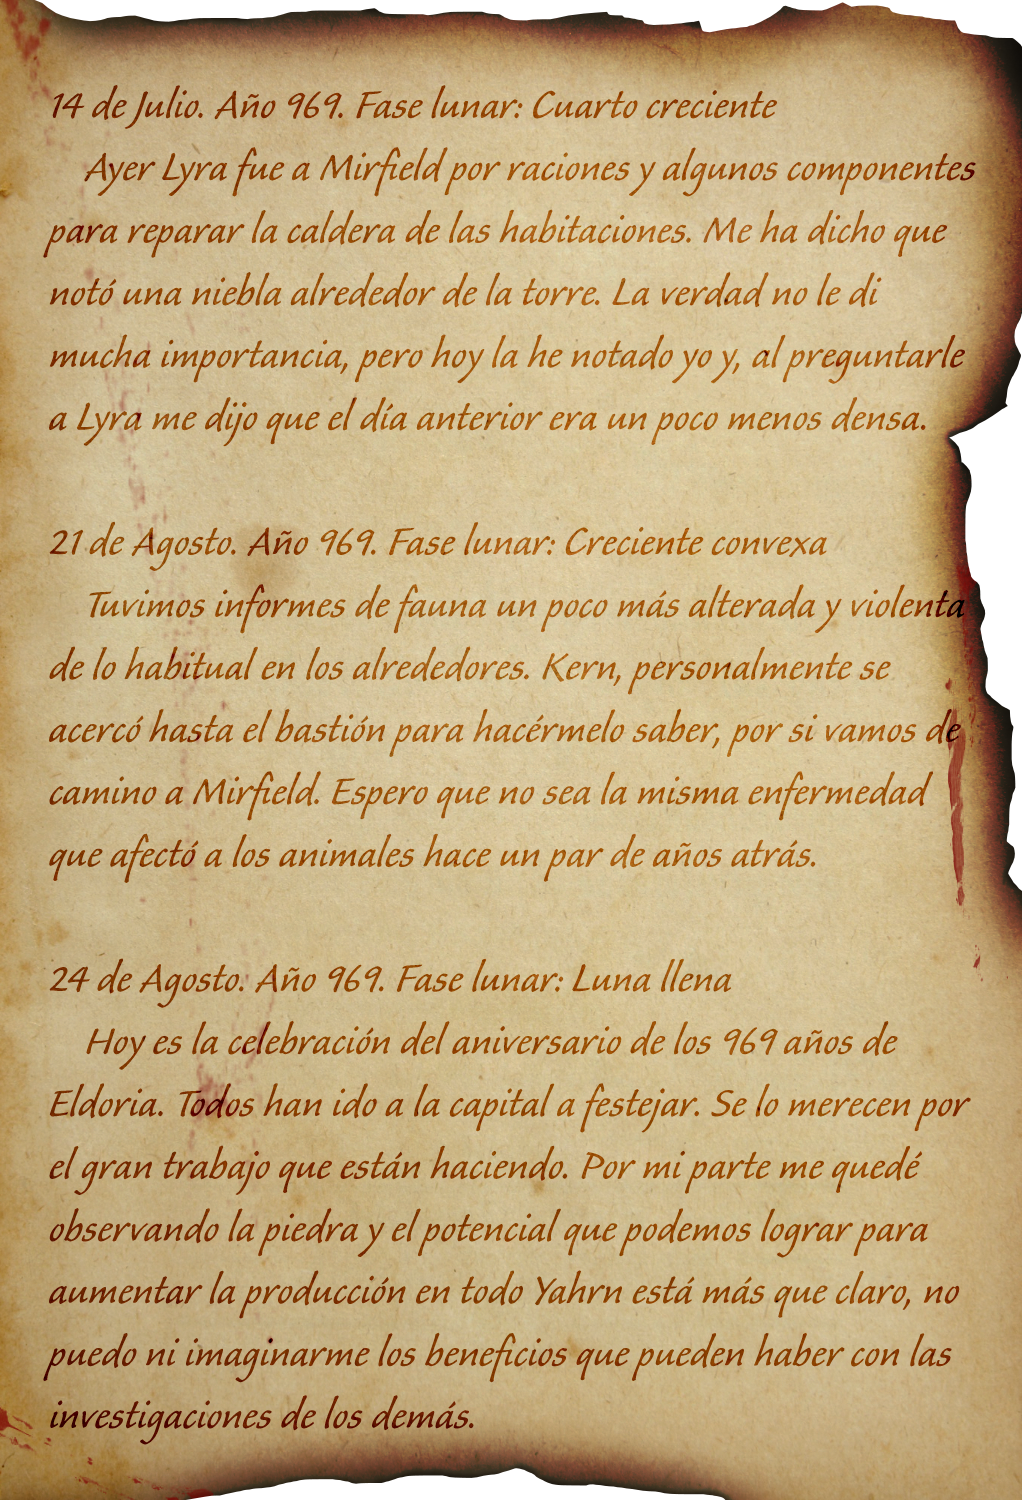 14 de Julio. Año 969. Fase lunar: Cuarto creciente
Ayer Lyra fue a Mirfield por raciones y algunos componentes
para reparar la caldera de las habitaciones. Me ha dicho que
notó una niebla alrededor de la torre. La verdad no le di
mucha importancia, pero hoy la he notado yo y, al preguntarle
a Lyra me dijo que el día anterior era un poco menos densa.

21 de Agosto. Año 969. Fase lunar: Creciente convexa
Tuvimos informes de fauna un poco más alterada y violenta
de lo habitual en los alrededores. Kern, personalmente se
acercó hasta el bastión para hacérmelo saber, por si vamos de
camino a Mirfield. Espero que no sea la misma enfermedad
que afectó a los animales hace un par de años atrás.

24 de Agosto. Año 969. Fase lunar: Luna llena
Hoy es la celebración del aniversario de los 969 años de
Eldoria. Todos han ido a la capital a festejar. Se lo merecen por
el gran trabajo que están haciendo. Por mi parte me quedé
observando la piedra y el potencial que podemos lograr para
aumentar la producción en todo Yahrn está más que claro, no
puedo ni imaginarme los beneficios que pueden haber con las
investigaciones de los demás.